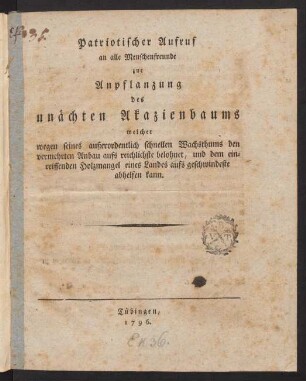 Patriotischer Aufruf
an alle Menschenfreunde
zur
Anpflanzung
des
unächten Akazienbaums
welcher
wegen seines außerordentlich schnellen Wachsthums den
vermehrten Anbau aufs reichlichste belohnet, und dem ein-
reissenden Holzmangel eines Landes aufs geschwindeste
abhelfen kann.
Tübingen,
1796.